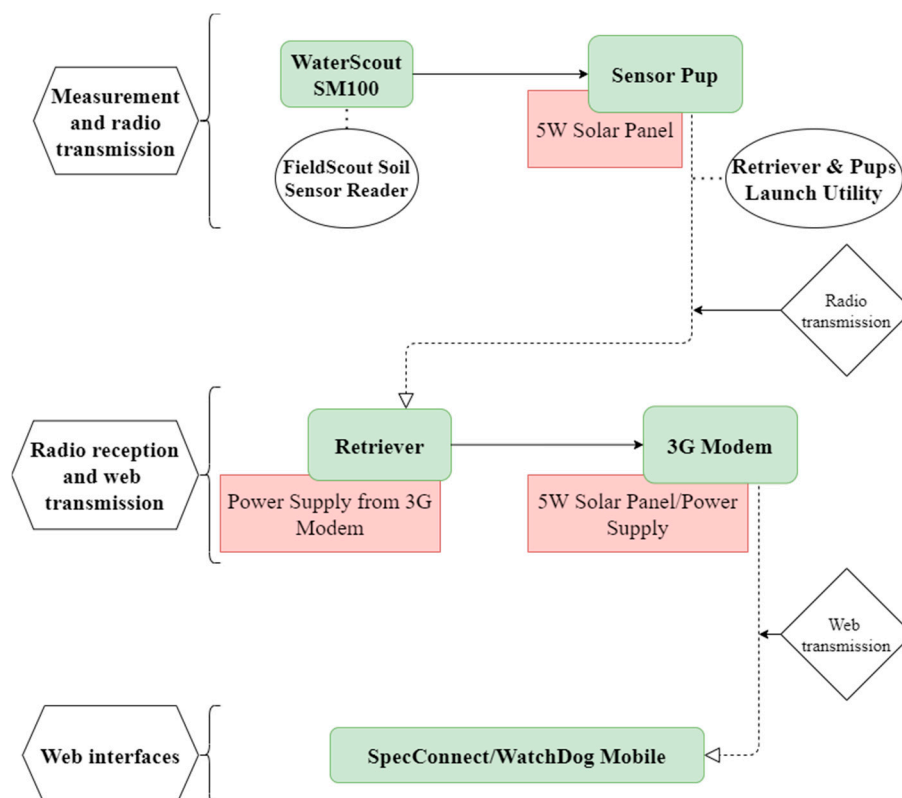 Measurement
and radio
transmission
WaterScout
SM100
Sensor Pup
5W Solar Panel
FieldScout Soil
Sensor Reader
Retriever & Pups
Launch Utility
Radio
transmission
Radio reception
and web
transmission
Retriever
3G Modem
Power Supply from 3G
Modem
5W Solar Panel/Power
Supply
Web
transmission
Web interfaces
SpecConnect/WatchDog Mobile